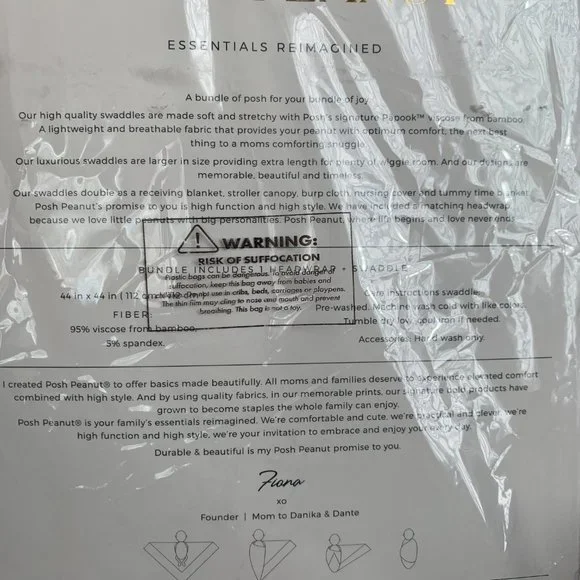 ESSENTIALS REIMAGINED
A bundle of posh for your bundle of joy
Our high quality swaddles are made soft and stretchy with Posh's signature Papook™ viscose from bamboo
A lightweight and breathable fabric that provides your peanut with optimum comfort, the next best
thing to a moms comforting snuggle.
Our luxurious swaddles are larger in size providing extra length for plenty of wiggle room. And our designs are
memorable, beautiful and timeless.
Our swaddles double as a receiving blanket, stroller canopy, burp cloth, nursing cover and tummy time blanket
Posh Peanut's promise to you is high function and high style. We have included a matching headwrap
because we love little peanuts with big personalities. Posh Peanut, where life begins and love never ends
WARNING:
RISK OF SUFFOCATION
Plastic bags can be dangerous. To avoid danger of
suffocation, keep this bag away from babies and
children. Do not use in cribs, beds, carriages or playpens.
The thin film may cling to nose and mouth and prevent
breathing. This bag is not a toy.
BUNDLE INCLUDES 1 HEADWRAP + SWADDLE
44 in x 44 in ( 112 cm x 112 cm)
FIBER:
95% viscose from bamboo,
5% spandex.
Care instructions swaddle:
Pre-washed. Machine wash cold with like colors.
Tumble dry low, iron if needed.
Accessories: Hand wash only.
I created Posh Peanut® to offer basics made beautifully. All moms and families deserve to experience elevated comfort
combined with high style. And by using quality fabrics, in our memorable prints, our signature bold products have
grown to become staples the whole family can enjoy.
Posh Peanut® is your family's essentials reimagined. We're comfortable and cute, we're practical and clever, we're
high function and high style, we're your invitation to embrace and enjoy your every day.
Durable & beautiful is my Posh Peanut promise to you.
Fiona
xo
Founder | Mom to Danika & Dante